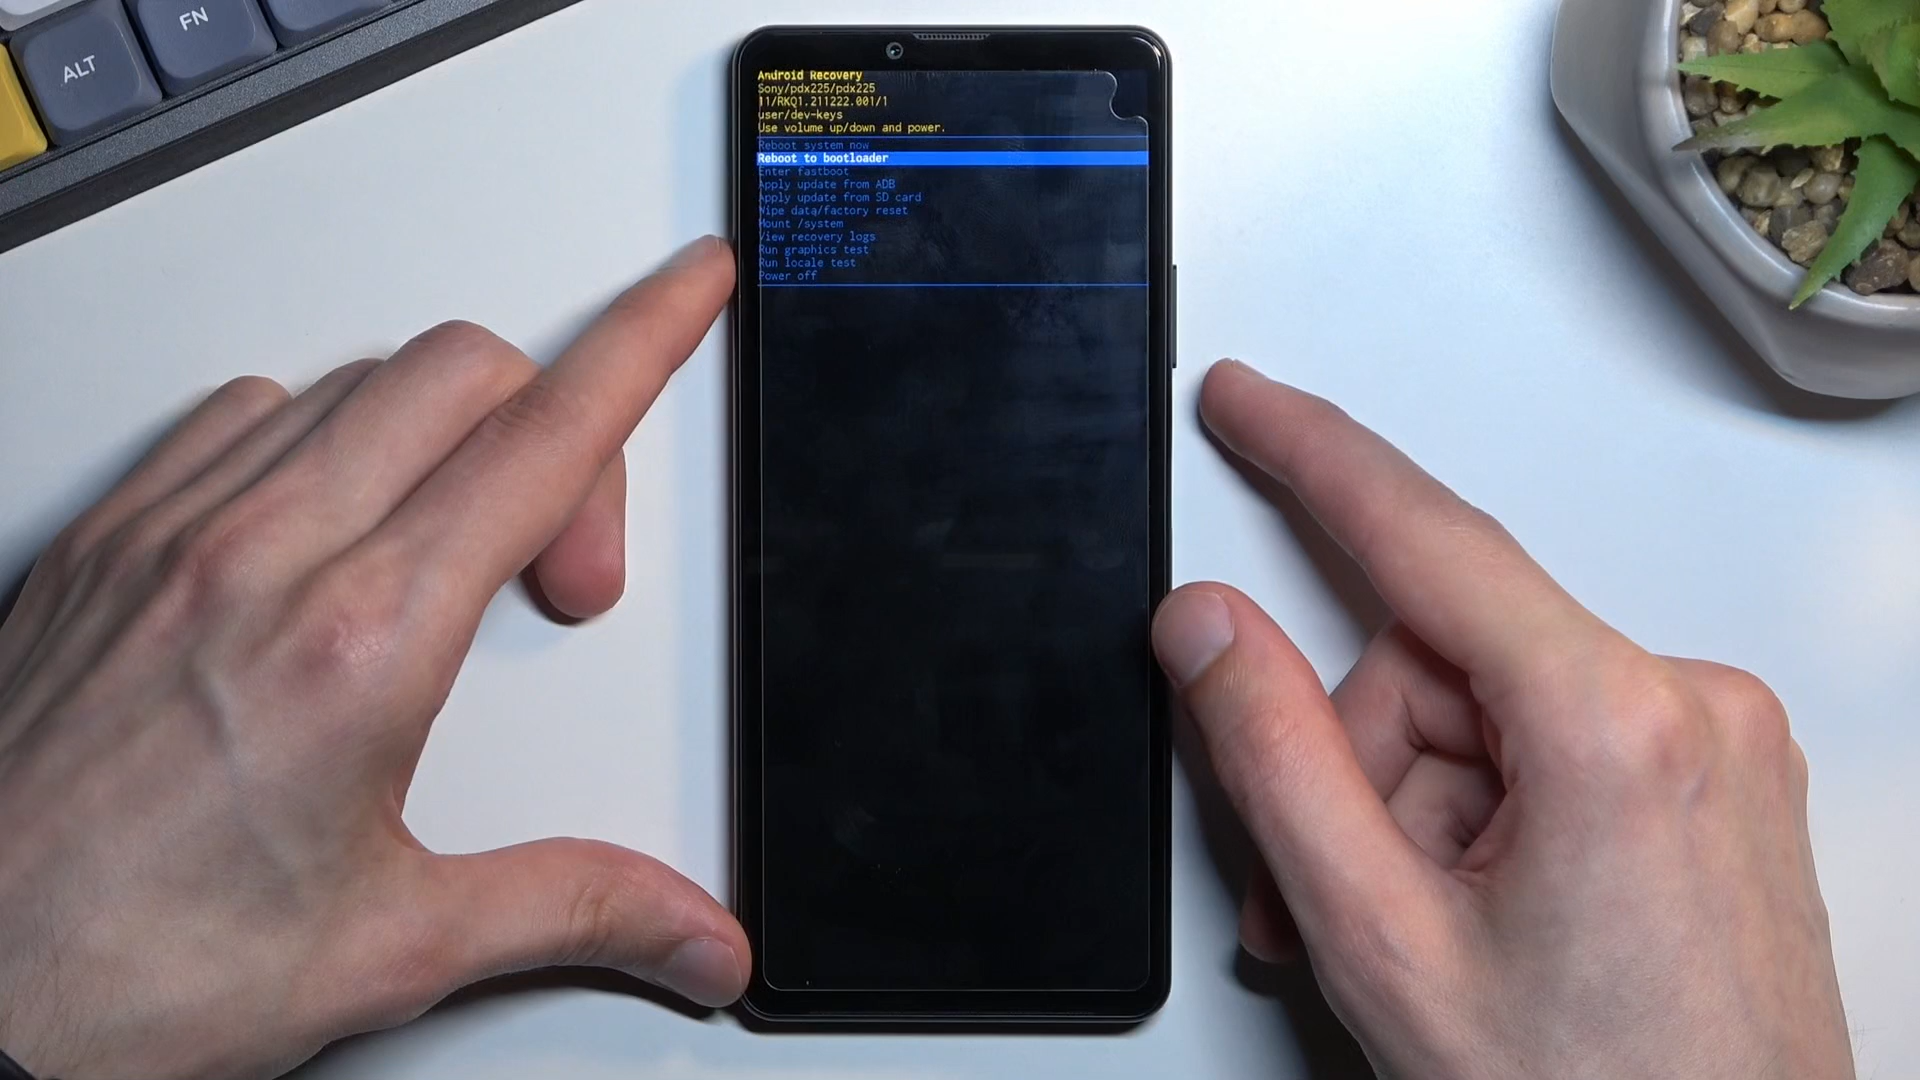 FN
ALT
Android Recovery
Sony/pdx225/pdx225
11/RKQ1.211222.001/1
user/dev-keys
Use volume up/down and power.
Reboot system now
Reboot to bootloader
Enter fastboot
Apply update from ADB
Apply update from SD card
Wipe data/factory reset
Mount /system
View recovery logs
Run graphics test
Run locale test
Power off